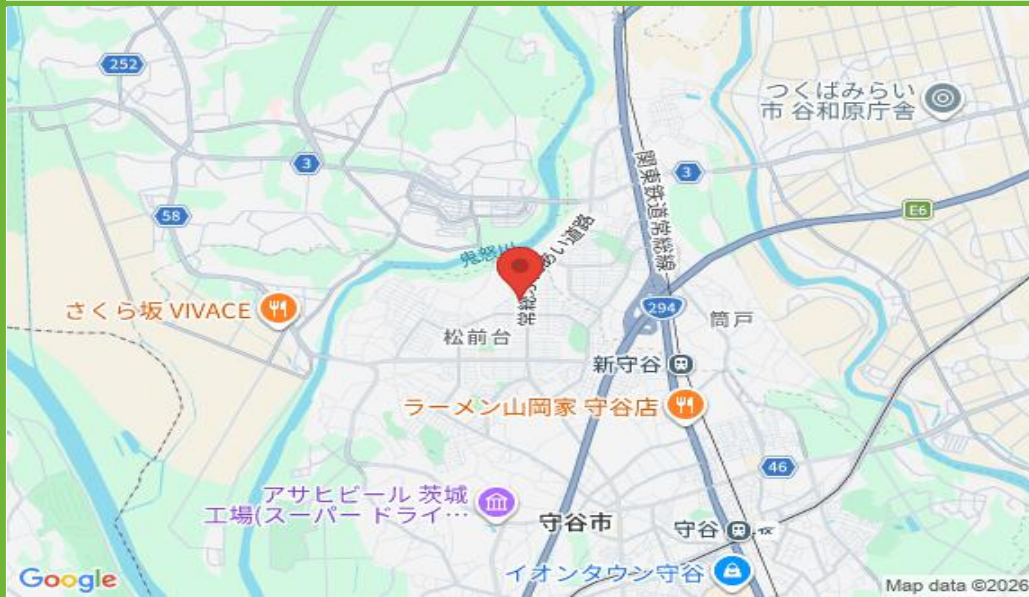 252
つくばみらい
市 谷和原庁舎
3
関東鉄道常総線
3
58
E6
鬼怒川
あい道路
さくら坂 VIVACE
294
筒戸
松前台
新守谷
ラーメン山岡家 守谷店
46
アサヒビール 茨城
工場(スーパー ドライ…
守谷市
守谷
イオンタウン守谷
Google
Map data ©2026